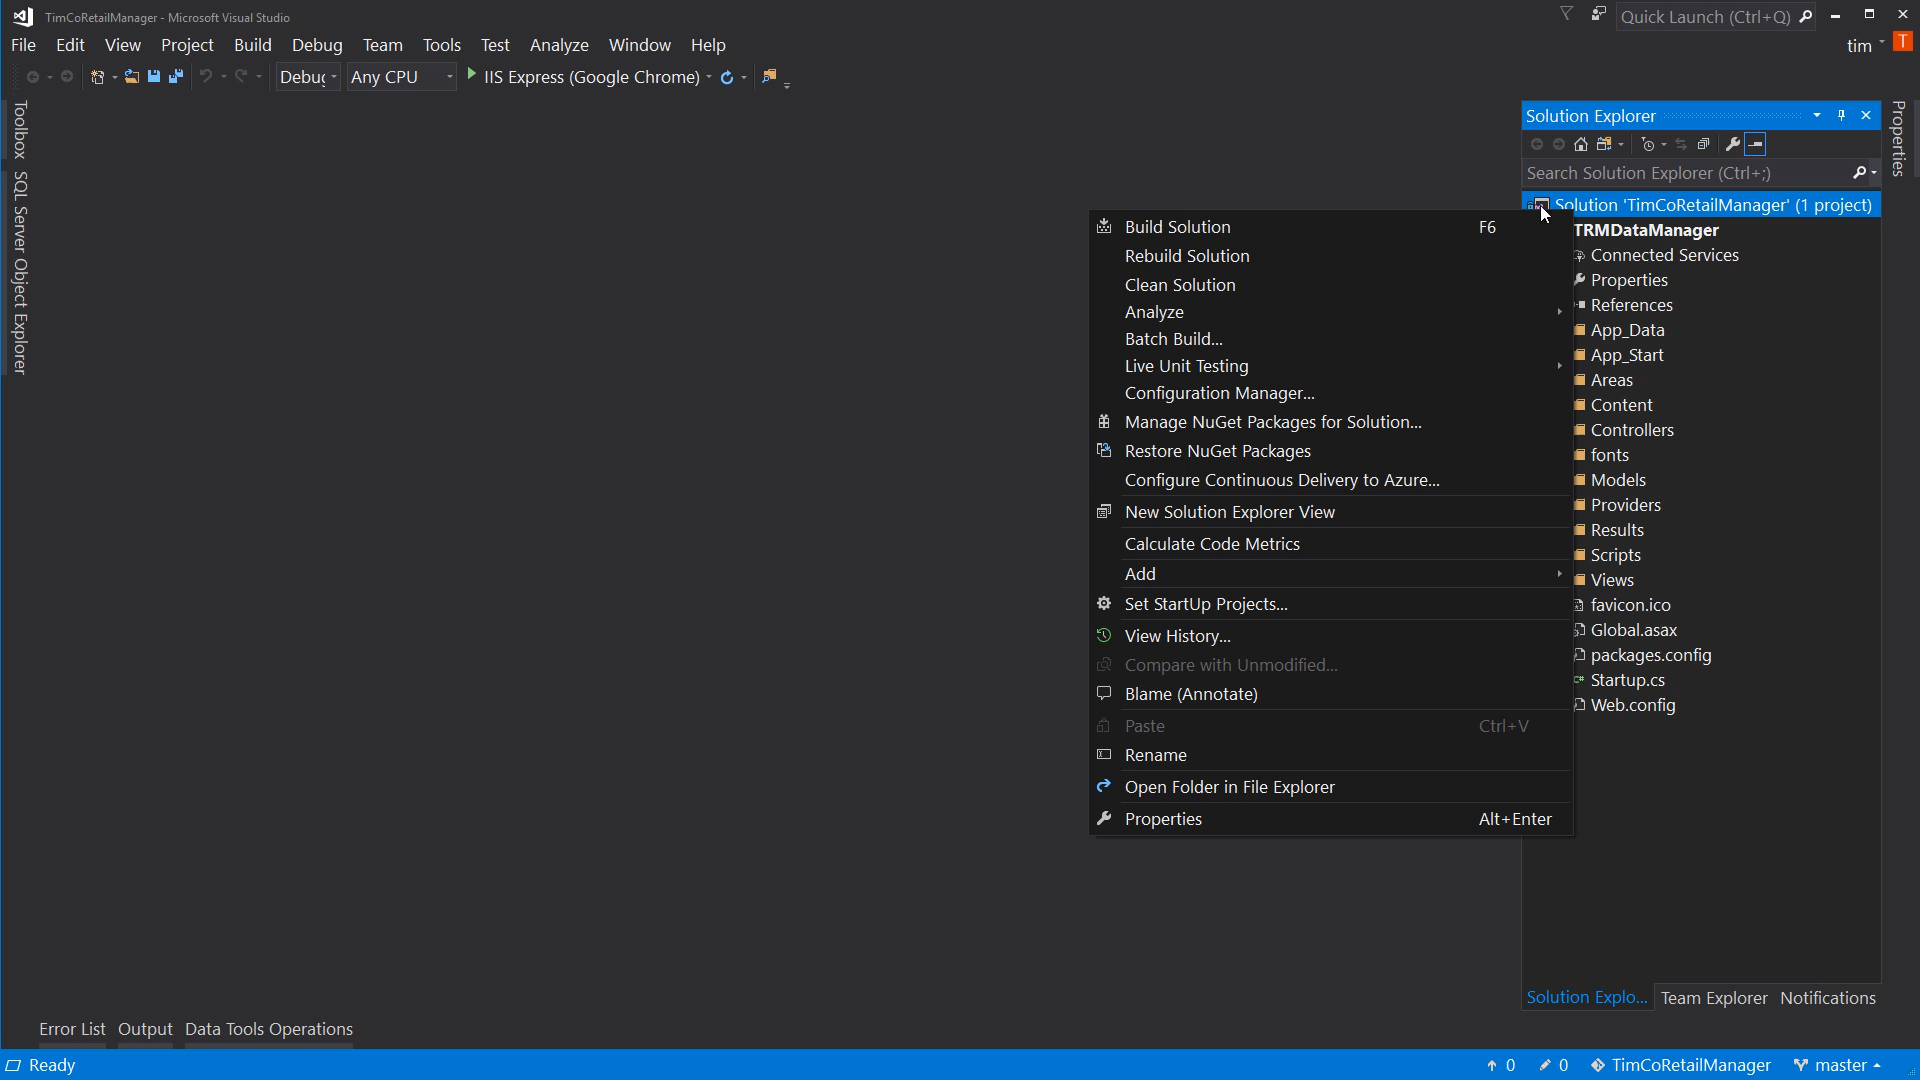 TimCoRetailManager - Microsoft Visual Studio
Quick Launch (Ctrl+Q)
File Edit View Project Build Debug Team Tools Test Analyze Window Help
tim T
Debug Any CPU IIS Express (Google Chrome)
Toolbox
SQL Server Object Explorer
Solution Explorer
Search Solution Explorer (Ctrl+;)
Solution 'TimCoRetailManager' (1 project)
TRMDataManager
Connected Services
Properties
References
App_Data
App_Start
Areas
Content
Controllers
fonts
Models
Providers
Results
Scripts
Views
favicon.ico
Global.asax
packages.config
Startup.cs
Web.config
Properties
Build Solution F6
Rebuild Solution
Clean Solution
Analyze
Batch Build...
Live Unit Testing
Configuration Manager...
Manage NuGet Packages for Solution...
Restore NuGet Packages
Configure Continuous Delivery to Azure...
New Solution Explorer View
Calculate Code Metrics
Add
Set StartUp Projects...
View History...
Compare with Unmodified...
Blame (Annotate)
Paste Ctrl+V
Rename
Open Folder in File Explorer
Properties Alt+Enter
Solution Explo... Team Explorer Notifications
Error List Output Data Tools Operations
Ready 0 0 TimCoRetailManager master